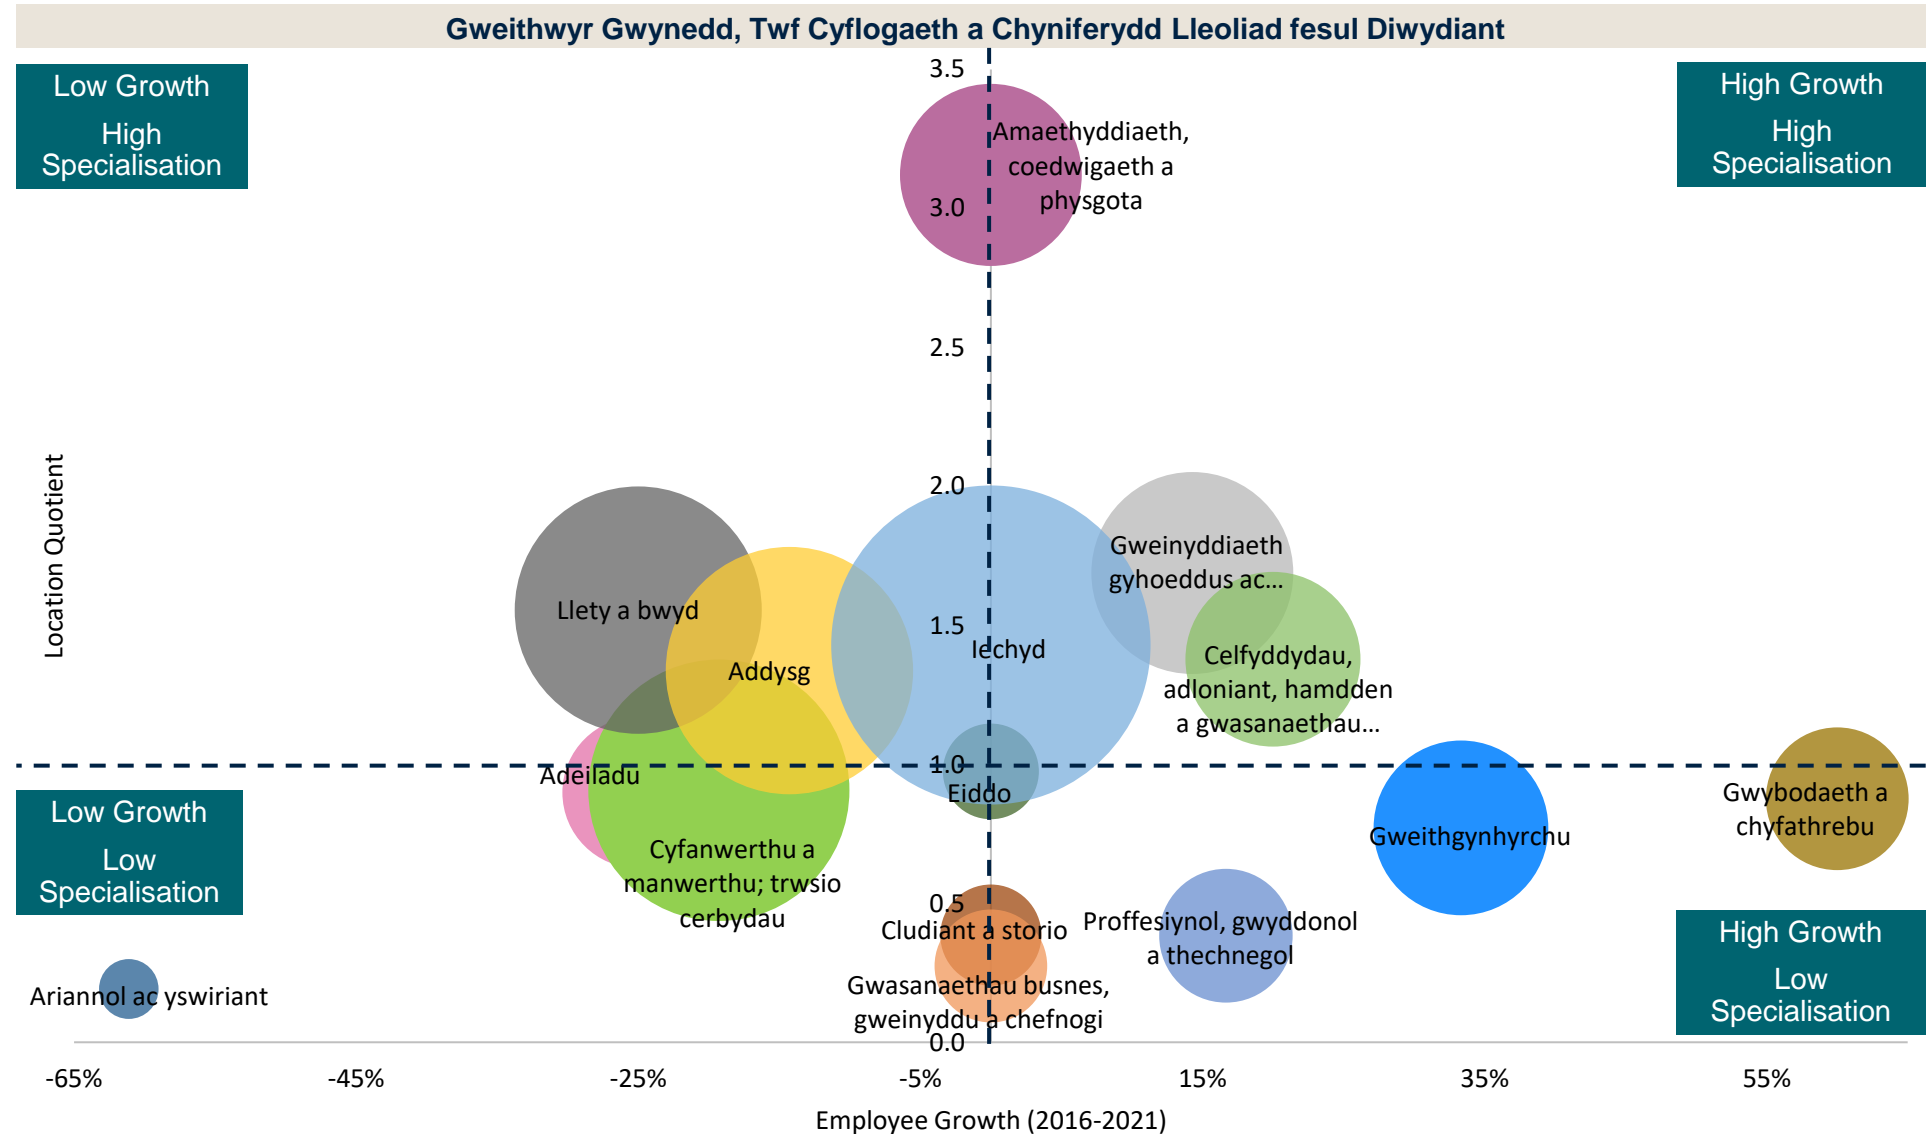 Gweithwyr Gwynedd, Twf Cyflogaeth a Chyniferydd Lleoliad fesul Diwydiant
Low Growth
High
Specialisation
High Growth
High
Specialisation
3.5
3.0
2.5
2.0
1.5
1.0
0.5
0.0
Location Quotient
Amaethyddiaeth,
coedwigaeth a
physgota
Gweinyddiaeth
gyhoeddus ac...
Llety a bwyd
Iechyd
Addysg
Celfyddydau,
adloniant, hamdden
a gwasanaethau...
Adeiladu
Eiddo
Gwybodaeth a
chyfathrebu
Gweithgynhyrchu
Cyfanwerthu a
manwerthu; trwsio
cerbydau
Cludiant a storio
Proffesiynol, gwyddonol
a thechnegol
Ariannol ac yswiriant
Gwasanaethau busnes,
gweinyddu a chefnogi
Low Growth
Low
Specialisation
High Growth
Low
Specialisation
-65%
-45%
-25%
-5%
15%
35%
55%
Employee Growth (2016-2021)